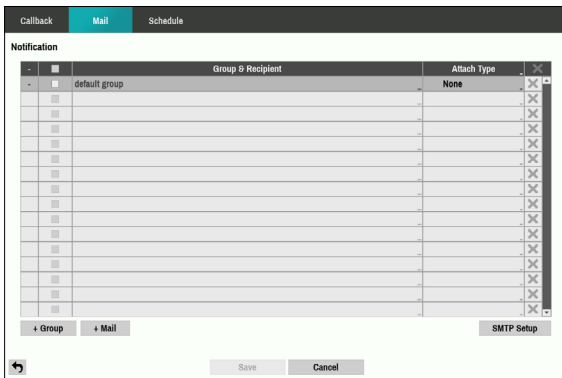 Callback Mail Schedule
Notification
- Group & Recipient Attach Type
- default group None
+ Group + Mail SMTP Setup
Save Cancel